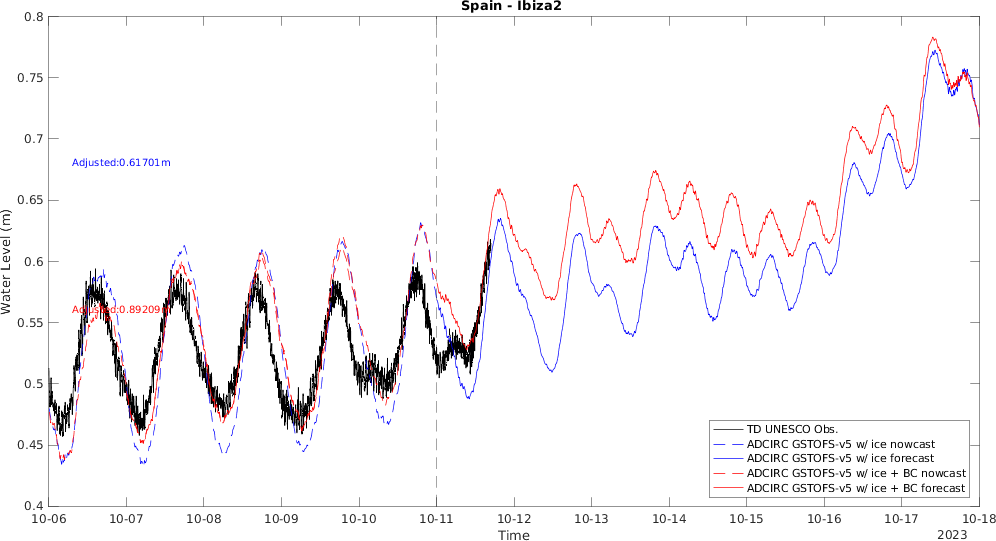 Spain - Ibiza2
0.8
0.75
0.7
0.65
0.6
0.55
0.5
0.45
0.4
Water Level (m)
Adjusted:0.61701m
Adjusted:0.89209m
TD UNESCO Obs.
ADCIRC GSTOFS-v5 w/ ice nowcast
ADCIRC GSTOFS-v5 w/ ice forecast
ADCIRC GSTOFS-v5 w/ ice + BC nowcast
ADCIRC GSTOFS-v5 w/ ice + BC forecast
10-06 10-07 10-08 10-09 10-10 10-11 10-12 10-13 10-14 10-15 10-16 10-17 10-18
Time
2023